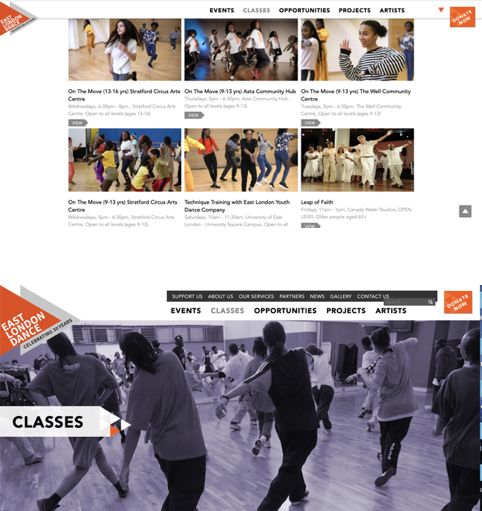 EVENTS CLASSES OPPORTUNITIES PROJECTS ARTISTS
EAST
LONDON
DANCE
DONATE
NOW
On The Move (13-16 yrs) Stratford Circus Arts
Centre
Wednesdays, 6:30pm - 8pm , Stratford Circus Arts
Centre, Open to all levels (ages 13-16)
VIEW
On The Move (9-13 yrs) Asta Community Hub
Thursdays, 5pm - 6:30pm, Asta Community Hub ,
Open to all levels (ages 9-13)
VIEW
On The Move (9-13 yrs) The Well Community
Centre
Tuesdays, 5pm - 6:30pm, The Well Community
Centre, Open to all levels (ages 9-13)
VIEW
On The Move (9-13 yrs) Stratford Circus Arts
Centre
Wednesdays, 5pm - 6:30pm, Stratford Circus Arts
Centre, Open to all levels (ages 9-13)
Technique Training with East London Youth
Dance Company
Saturdays, 10am - 11:30am, University of East
London - University Square Campus, Open to all
Leap of Faith
Fridays, 11am - 1pm, Canada Water Studios, OPEN
LEVEL Older people aged 60+
VIEW
SUPPORT US ABOUT US OUR SERVICES PARTNERS NEWS GALLERY CONTACT US
EVENTS CLASSES OPPORTUNITIES PROJECTS ARTISTS
DONATE
NOW
EAST
LONDON
DANCE
CELEBRATING 30 YEARS
CLASSES